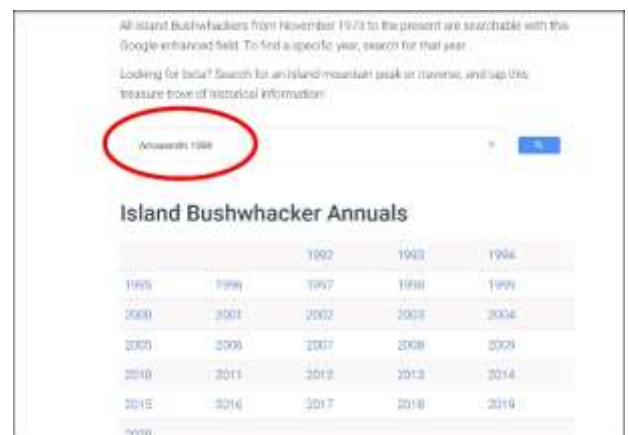 All Island Bushwhackers from November 1973 to the present are searchable with this
Google enhanced field. To find a specific year, search for that year.
Looking for beta? Search for an island mountain peak or traverse, and tap this
treasure trove of historical information!
Arrowsmith 1996
Island Bushwhacker Annuals
1992 1993 1994
1995 1996 1997 1998 1999
2000 2001 2002 2003 2004
2005 2006 2007 2008 2009
2010 2011 2012 2013 2014
2015 2016 2017 2018 2019
2020